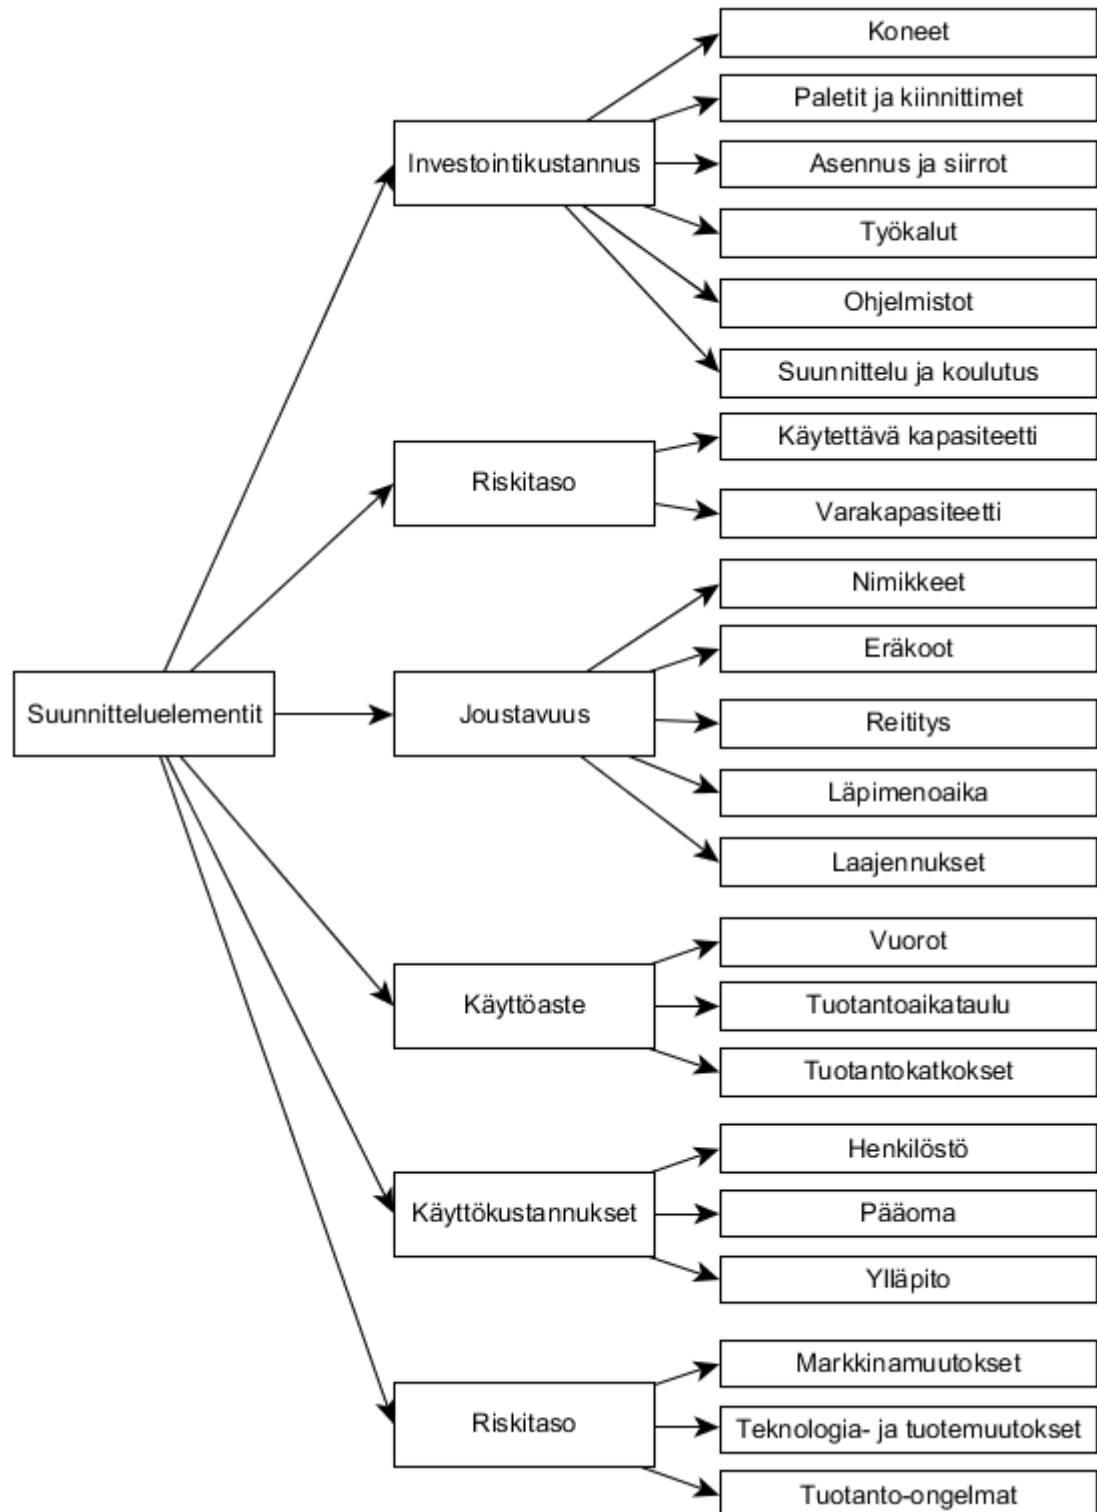 Suunnitteluelementit
Investointikustannus
Koneet
Paletit ja kiinnittimet
Asennus ja siirrot
Työkalut
Ohjelmistot
Suunnittelu ja koulutus
Riskitaso
Käytettävä kapasiteetti
Varakapasiteetti
Joustavuus
Nimikkeet
Eräkoot
Reititys
Läpimenoaika
Laajennukset
Käyttöaste
Vuorot
Tuotantoaikataulu
Tuotantokatkokset
Käyttökustannukset
Henkilöstö
Pääoma
Ylläpito
Riskitaso
Markkinamuutokset
Teknologia- ja tuotemuutokset
Tuotanto-ongelmat